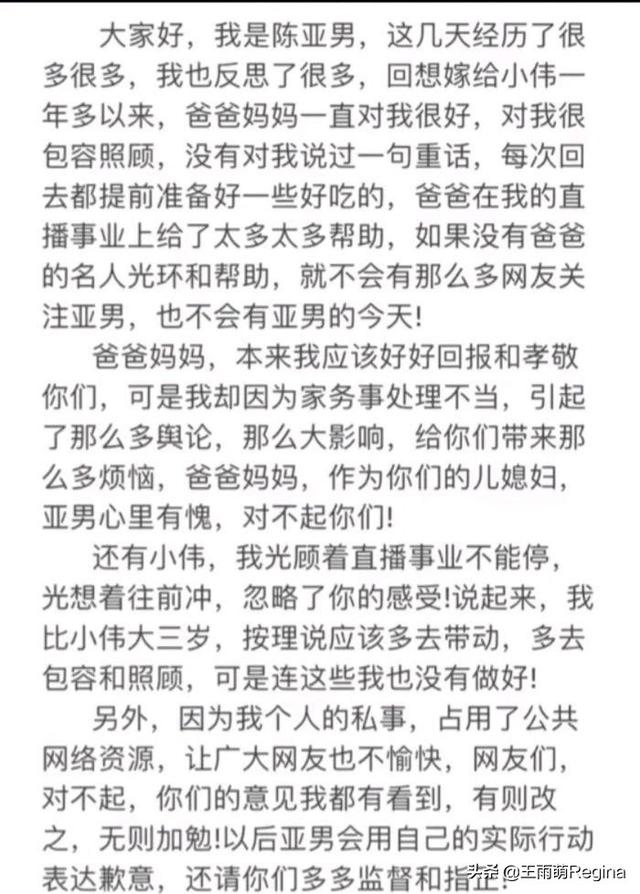 大家好，我是陈亚男，这几天经历了很
多很多，我也反思了很多，回想嫁给小伟一
年多以来，爸爸妈妈一直对我很好，对我很
包容照顾，没有对我说过一句重话，每次回
去都提前准备好一些好吃的，爸爸在我的直
播事业上给了太多太多帮助，如果没有爸爸
的名人光环和帮助，就不会有那么多网友关
注亚男，也不会有亚男的今天!
爸爸妈妈，本来我应该好好回报和孝敬
你们，可是我却因为家务事处理不当，引起
了那么多舆论，那么大影响，给你们带来那
么多烦恼，爸爸妈妈，作为你们的儿媳妇，
亚男心里有愧，对不起你们!
还有小伟，我光顾着直播事业不能停，
光想着往前冲，忽略了你的感受!说起来，我
比小伟大三岁，按理说应该多去带动，多去
包容和照顾，可是连这些我也没有做好!
另外，因为我个人的私事，占用了公共
网络资源，让广大网友也不愉快，网友们，
对不起，你们的意见我都有看到，有则改
之，无则加勉!以后亚男会用自己的实际行动
表达歉意，还请你们多多监督和指正!
头条 @王雨萌Regina